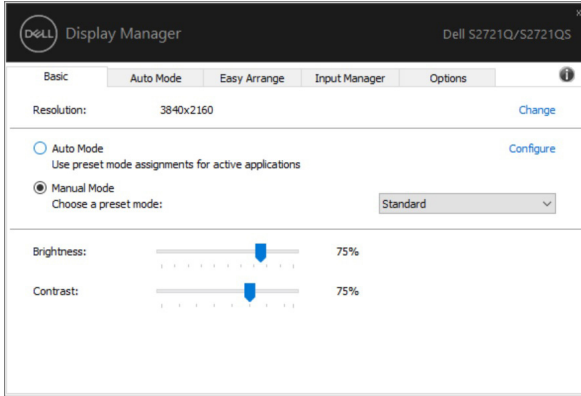 DELL Display Manager
Dell S2721Q/S2721QS
Basic Auto Mode Easy Arrange Input Manager Options
Resolution: 3840x2160 Change
Auto Mode Configure
Use preset mode assignments for active applications
Manual Mode
Choose a preset mode: Standard
Brightness: 75%
Contrast: 75%